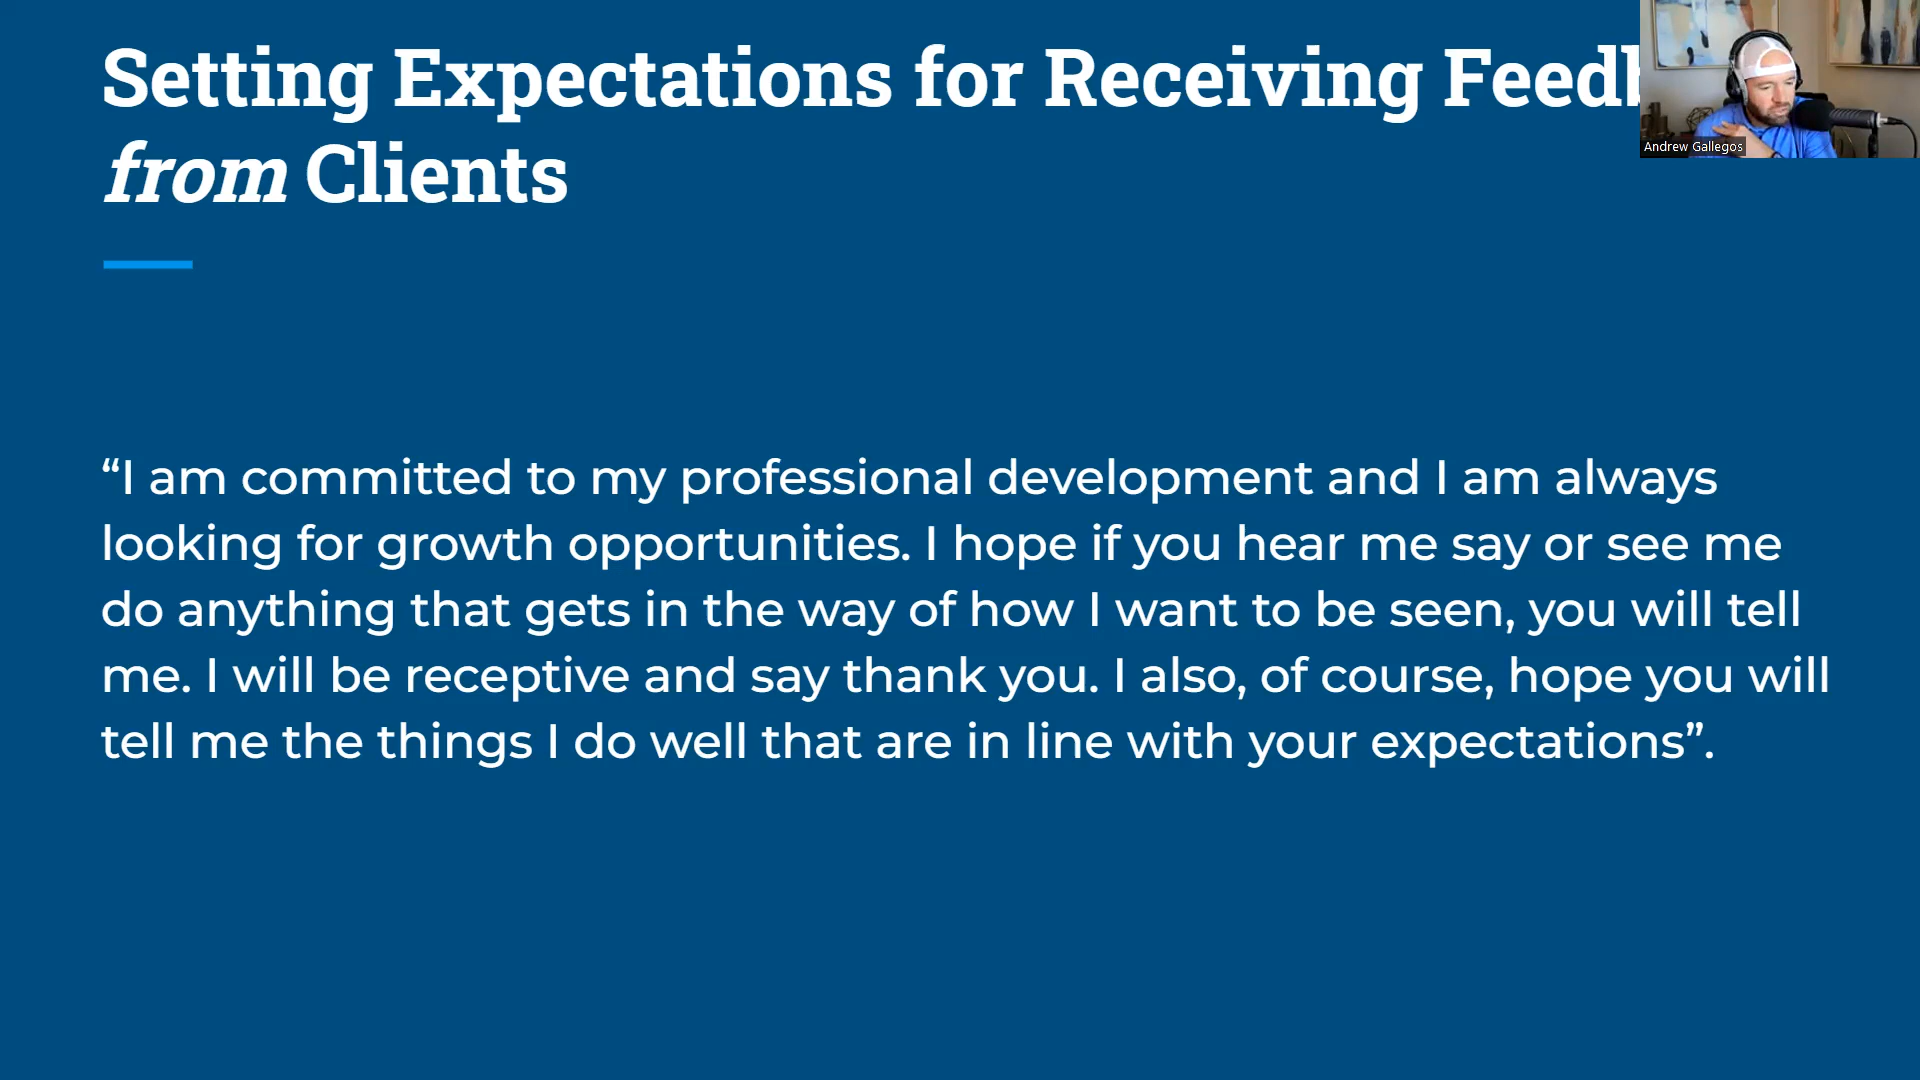 Setting Expectations for Receiving
from Clients
Andrew Gallegos
“I am committed to my professional development and I am always
looking for growth opportunities. I hope if you hear me say or see me
do anything that gets in the way of how I want to be seen, you will tell
me. I will be receptive and say thank you. I also, of course, hope you will
tell me the things I do well that are in line with your expectations”.